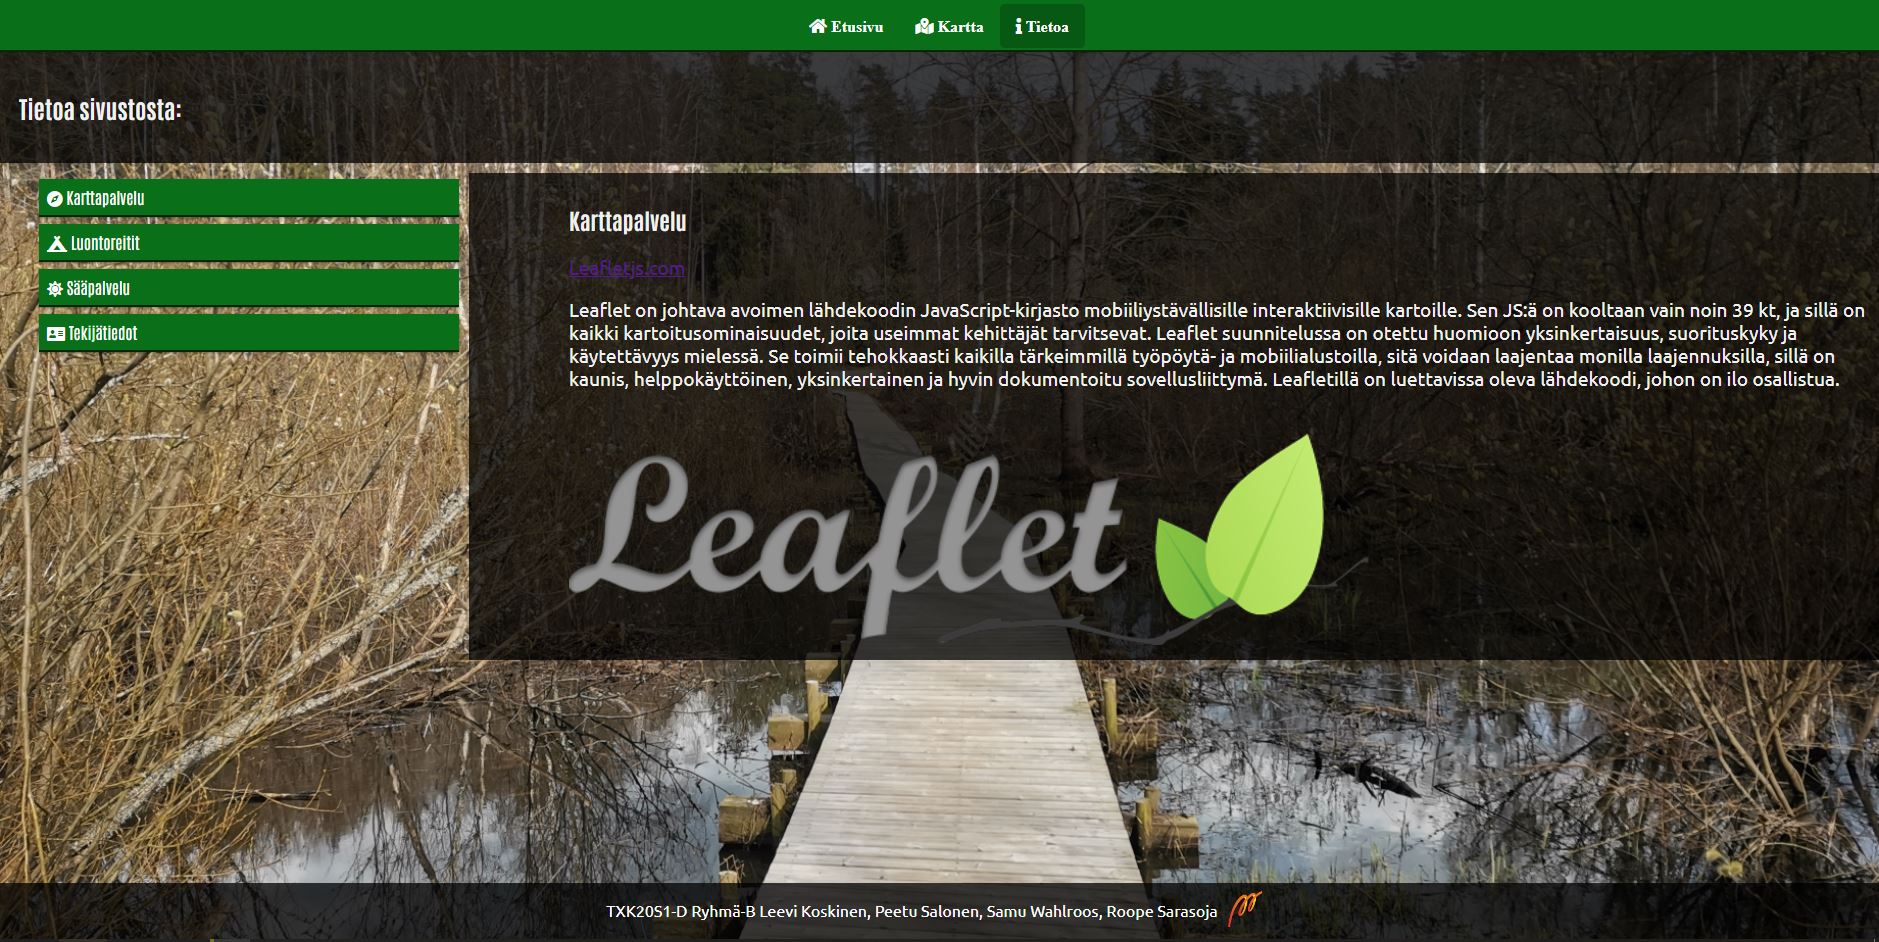 Etusivu Kartta Tietoa
Tietoa sivustosta:
Karttapalvelu
Luontoreitit
Sääpalvelu
Tekijätiedot
Karttapalvelu
Leafletjs.com
Leaflet on johtava avoimen lähdekoodin JavaScript-kirjasto mobiiliystävällisille interaktiivisille kartoille. Sen JS:ä on kooltaan vain noin 39 kt, ja sillä on
kaikki kartoitusominaisuudet, joita useimmat kehittäjät tarvitsevat. Leaflet suunnitelussa on otettu huomioon yksinkertaisuus, suorituskyky ja
käytettävyys mielessä. Se toimii tehokkaasti kaikilla tärkeimmillä työpöytä- ja mobiilialustoilla, sitä voidaan laajentaa monilla laajennuksilla, sillä on
kaunis, helppokäyttöinen, yksinkertainen ja hyvin dokumentoitu sovellusliittymä. Leafletillä on luettavissa oleva lähdekoodi, johon on ilo osallistua.
Leaflet
TXK20S1-D Ryhmä-B Leevi Koskinen, Peetu Salonen, Samu Wahlroos, Roope Sarasoja